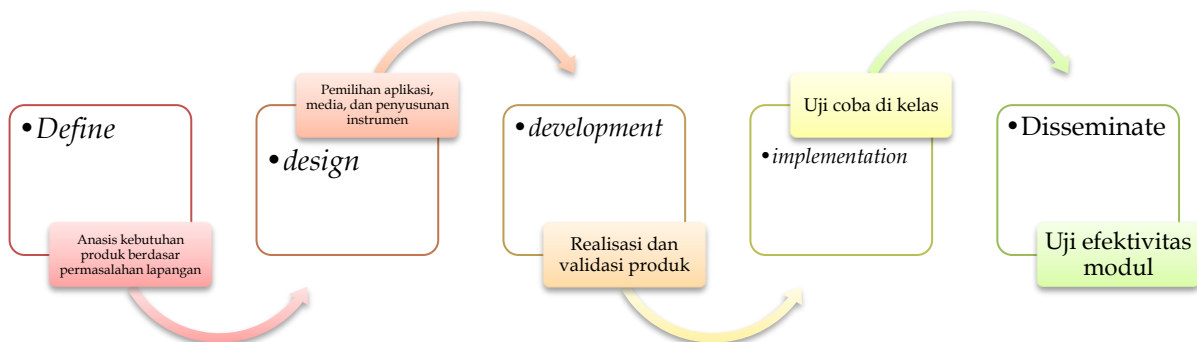 •Define
Anasis kebutuhan
produk berdasar
permasalahan lapangan
Pemilihan aplikasi,
media, dan penyusunan
instrumen
•design
•development
Realisasi dan
validasi produk
Uji coba di kelas
•implementation
•Disseminate
Uji efektivitas
modul